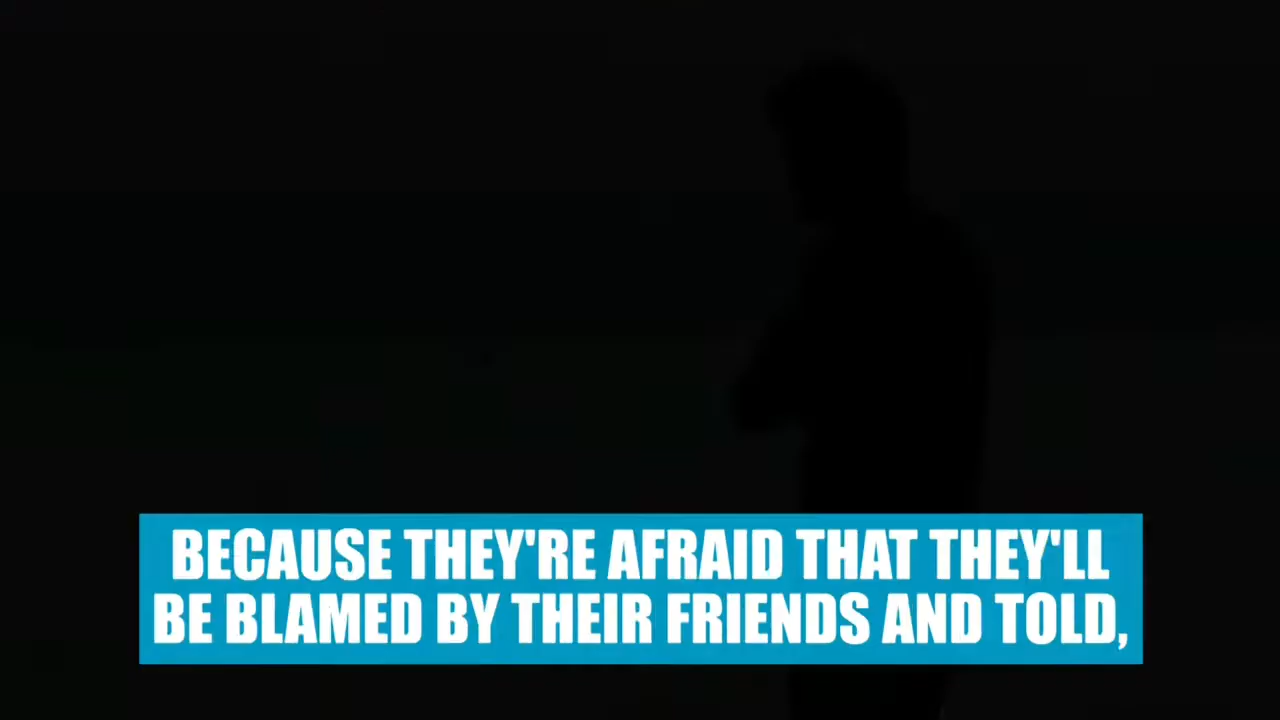 BECAUSE THEY'RE AFRAID THAT THEY'LL
BE BLAMED BY THEIR FRIENDS AND TOLD,